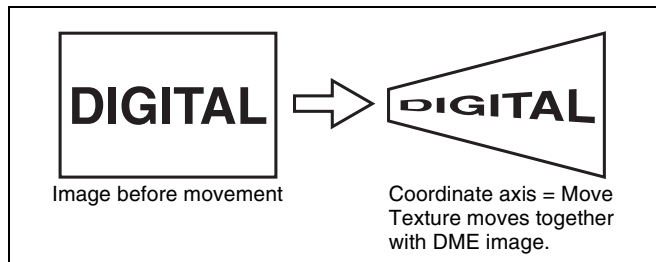 DIGITAL
DIGITAL
Image before movement
Coordinate axis = Move
Texture moves together
with DME image.